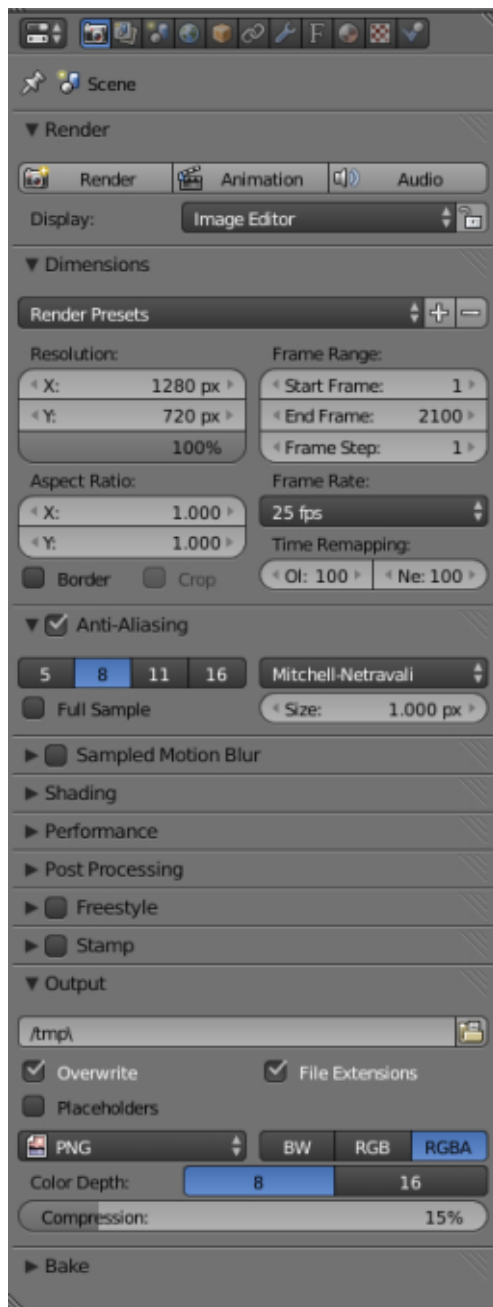 Scene
Render
Render Animation Audio
Display: Image Editor
Dimensions
Render Presets
Resolution: Frame Range:
X: 1280 px Start Frame: 1
Y: 720 px End Frame: 2100
100% Frame Step: 1
Aspect Ratio: Frame Rate:
X: 1.000 25 fps
Y: 1.000 Time Remapping:
Border Crop Ol: 100 Ne: 100
Anti-Aliasing
5 8 11 16 Mitchell-Netravali
Full Sample Size: 1.000 px
Sampled Motion Blur
Shading
Performance
Post Processing
Freestyle
Stamp
Output
/tmp\
Overwrite File Extensions
Placeholders
PNG BW RGB RGBA
Color Depth: 8 16
Compression: 15%
Bake